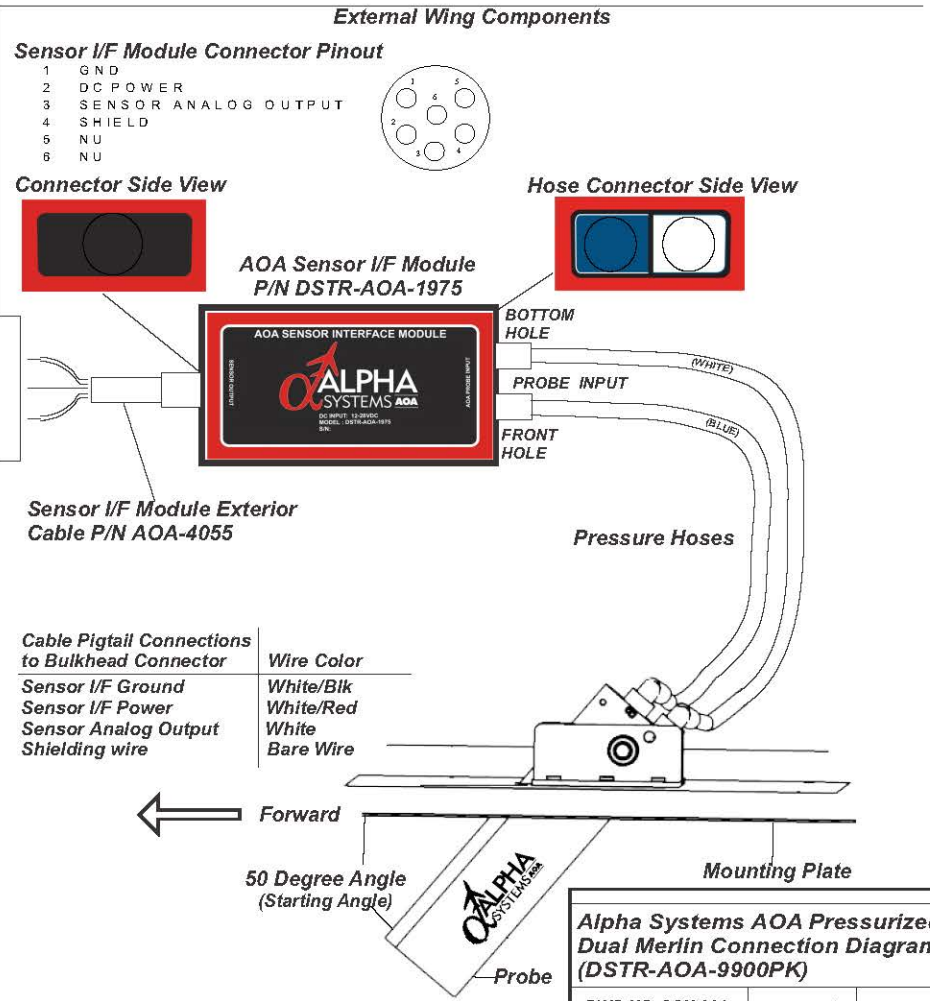 External Wing Components
Sensor I/F Module Connector Pinout
1 GND
2 DC POWER
3 SENSOR ANALOG OUTPUT
4 SHIELD
5 NU
6 NU
1
5
6
2
3
4
Connector Side View
Hose Connector Side View
AOA Sensor I/F Module
P/N DSTR-AOA-1975
BOTTOM
HOLE
AOA SENSOR INTERFACE MODULE
SENSOR OUTPUT
ALPHA
SYSTEMS AOA
DC INPUT: 12-28VDC
MODEL : DSTR-AOA-1975
S/N:
AOA PROBE INPUT
(WHITE)
PROBE INPUT
(BLUE)
FRONT
HOLE
Sensor I/F Module Exterior
Cable P/N AOA-4055
Pressure Hoses
Cable Pigtail Connections
to Bulkhead Connector Wire Color
Sensor I/F Ground White/Blk
Sensor I/F Power White/Red
Sensor Analog Output White
Shielding wire Bare Wire
Forward
50 Degree Angle
(Starting Angle)
ALPHA
SYSTEMS AOA
Mounting Plate
Probe
Alpha Systems AOA Pressurized
Dual Merlin Connection Diagram
(DSTR-AOA-9900PK)